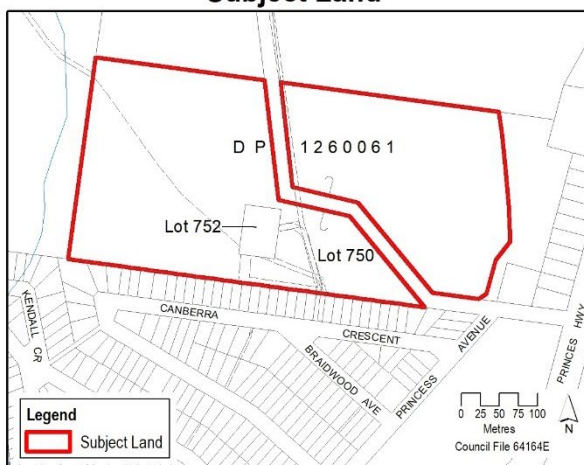 Subject Land
D P 1260061
Lot 752
Lot 750
KENDALL CR
CANBERRA
CRESCENT
BRAIDWOOD AVE
PRINCESS
AVENUE
PRINCES HWY
Legend
Subject Land
0 25 50 75 100
Metres
Council File 64164E
N